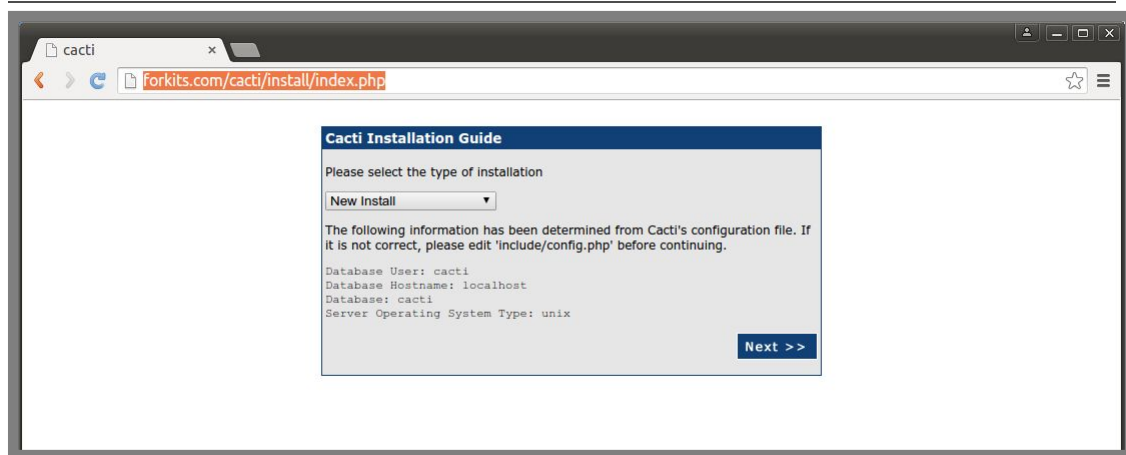 cacti
forkits.com/cacti/install/index.php
Cacti Installation Guide
Please select the type of installation
New Install
The following information has been determined from Cacti's configuration file. If
it is not correct, please edit 'include/config.php' before continuing.
Database User: cacti
Database Hostname: localhost
Database: cacti
Server Operating System Type: unix
Next >>